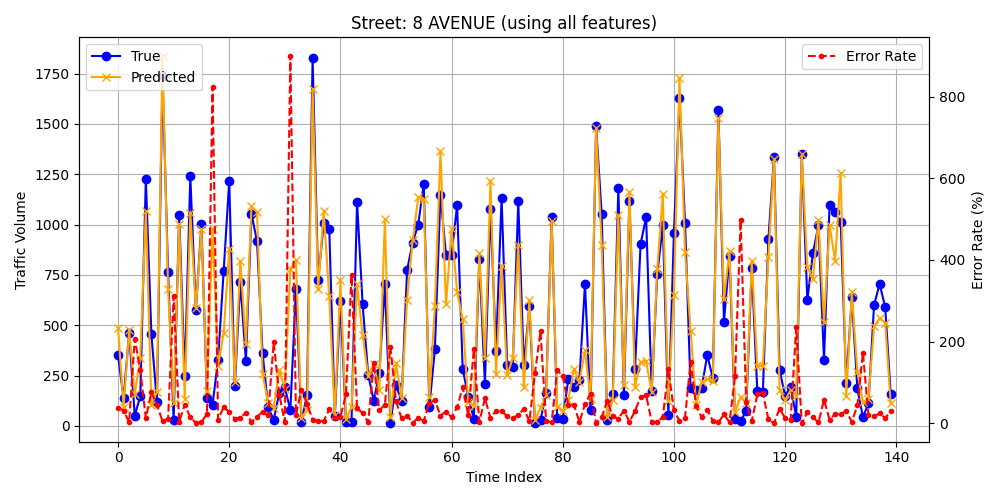 Street: 8 AVENUE (using all features)
True
Predicted
Error Rate
Traffic Volume
1750
1500
1250
1000
750
500
250
0
800
600
400
200
0
Error Rate (%)
0 20 40 60 80 100 120 140
Time Index